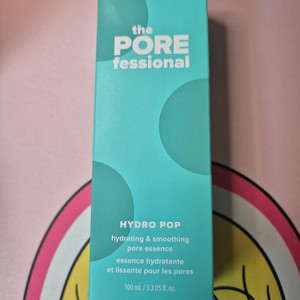 the
PORE
fessional
HYDRO POP
hydrating & smoothing
pore essence
essence hydratante
et lissante pour les pores
100 mL / 3.3 US fl. oz.